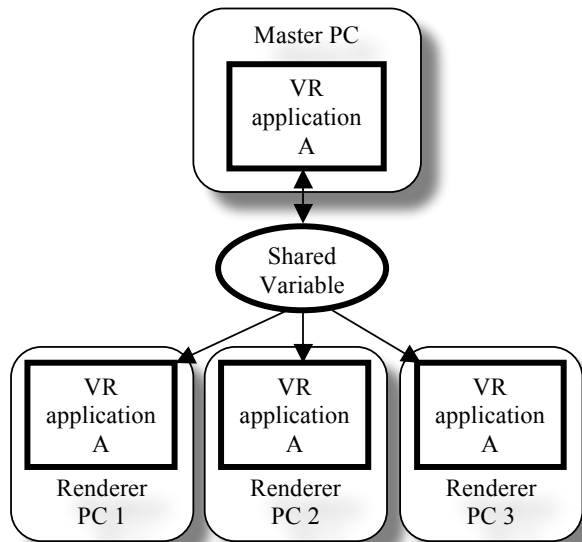 Master PC
VR
application
A
Shared
Variable
VR
application
A
Renderer
PC 1
VR
application
A
Renderer
PC 2
VR
application
A
Renderer
PC 3